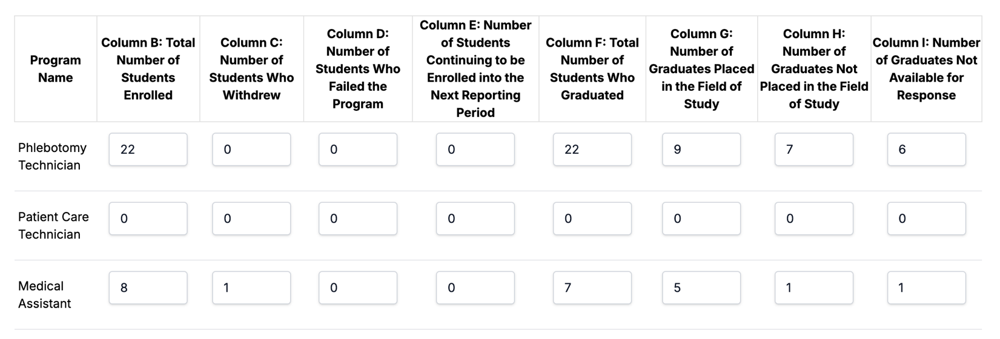 Program
Name
Column B: Total
Number of
Students
Enrolled
Column C:
Number of
Students Who
Withdrew
Column D:
Number of
Students Who
Failed the
Program
Column E: Number
of Students
Continuing to be
Enrolled into the
Next Reporting
Period
Column F: Total
Number of
Students Who
Graduated
Column G:
Number of
Graduates Placed
in the Field of
Study
Column H:
Number of
Graduates Not
Placed in the Field
of Study
Column I: Number
of Graduates Not
Available for
Response
Phlebotomy
Technician
22 0 0 0 22 9 7 6
Patient Care
Technician
0 0 0 0 0 0 0 0
Medical
Assistant
8 1 0 0 7 5 1 1